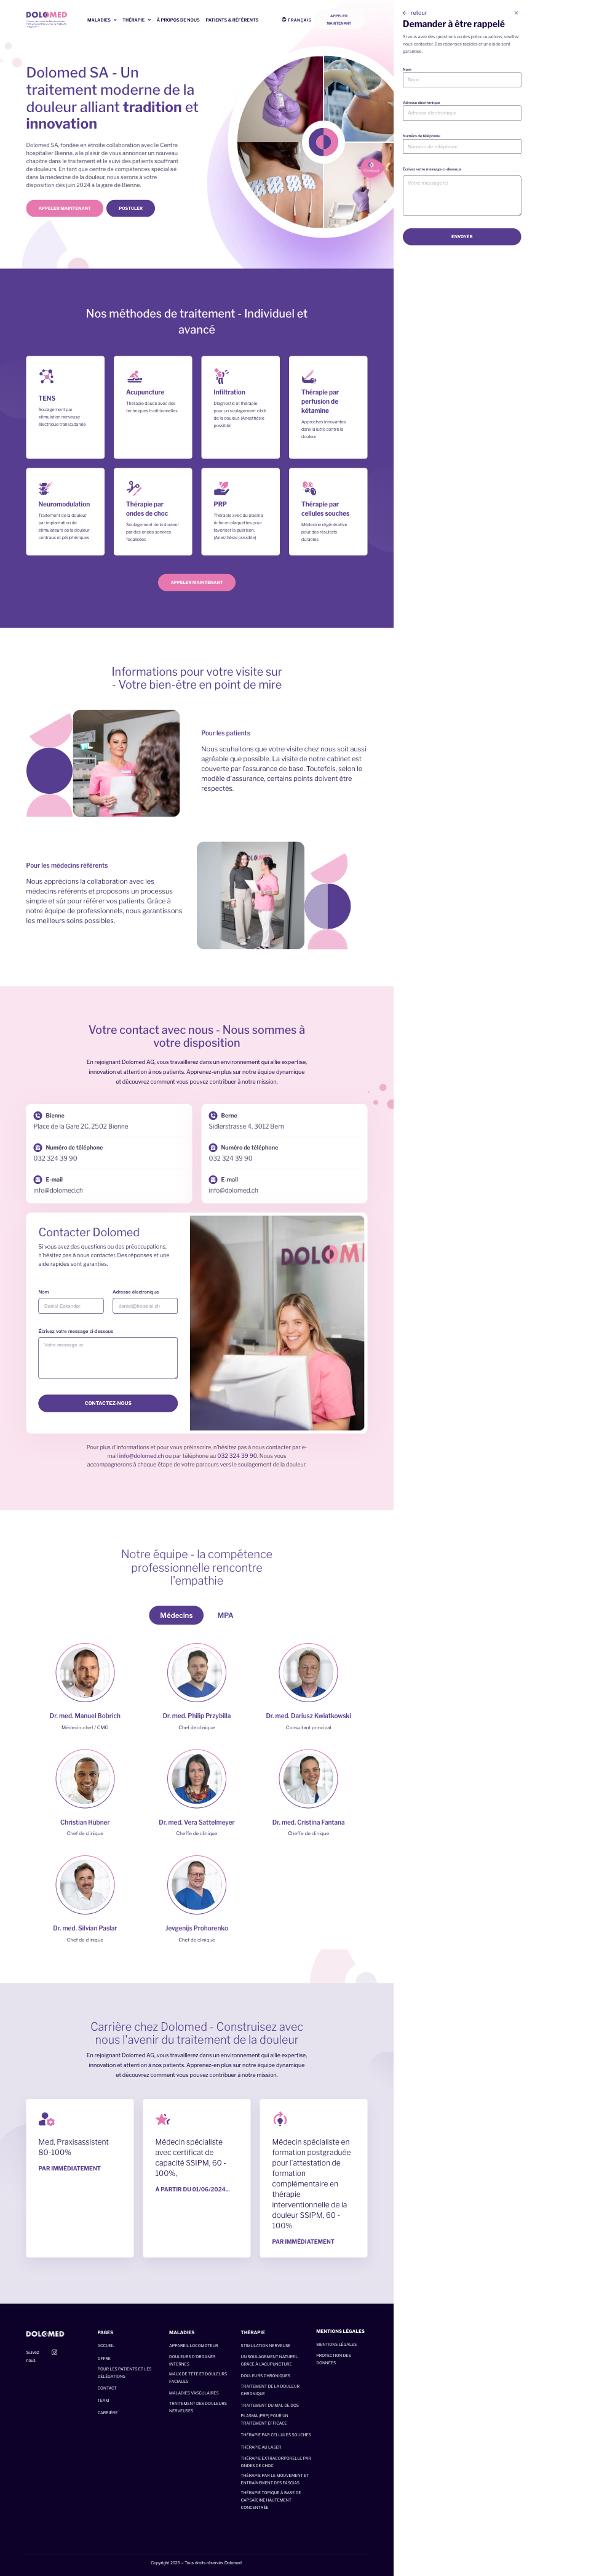 DOLOMED
MALADIES
THÉRAPIE
À PROPOS DE NOUS
PATIENTS & RÉFÉRENTS
FRANÇAIS
APPELER
MAINTENANT
Dolomed SA - Un
traitement moderne de la
douleur alliant tradition et
innovation
Dolomed SA, fondée en étroite collaboration avec le Centre
hospitalier Bienne, a le plaisir de vous annoncer un nouveau
chapitre dans le traitement et le suivi des patients souffrant
de douleurs. En tant que centre de compétences spécialisé
dans la médecine de la douleur, nous serons à votre
disposition dès juin 2024 à la gare de Bienne.
APPELER MAINTENANT
POSTULER
retour
Demander à être rappelé
Si vous avez des questions ou des préoccupations, veuillez
nous contacter. Des réponses rapides et une aide sont
garanties.
Nom
Nom
Adresse électronique
Adresse électronique
Numéro de téléphone
Numéro de téléphone
Écrivez votre message ci-dessous
Votre message ici
ENVOYER
Nos méthodes de traitement - Individuel et
avancé
TENS
Soulagement par
stimulation nerveuse
électrique transcutanée
Acupuncture
Thérapie douce avec des
techniques traditionnelles
Infiltration
Diagnostic et thérapie
pour un soulagement ciblé
de la douleur. (Anesthésie
possible)
Thérapie par
perfusion de
kétamine
Approches innovantes
dans la lutte contre la
douleur
Neuromodulation
Traitement de la douleur
par implantation de
stimulateurs de la douleur
centraux et périphériques
Thérapie par
ondes de choc
Soulagement de la douleur
par des ondes sonores
focalisées
PRP
Thérapie avec du plasma
riche en plaquettes pour
favoriser la guérison.
(Anesthésie possible)
Thérapie par
cellules souches
Médecine régénérative
pour des résultats
durables
APPELER MAINTENANT
Informations pour votre visite sur
- Votre bien-être en point de mire
Pour les patients
Nous souhaitons que votre visite chez nous soit aussi
agréable que possible. La visite de notre cabinet est
couverte par l'assurance de base. Toutefois, selon le
modèle d'assurance, certains points doivent être
respectés.
Pour les médecins référents
Nous apprécions la collaboration avec les
médecins référents et proposons un processus
simple et sûr pour référer vos patients. Grâce à
notre équipe de professionnels, nous garantissons
les meilleurs soins possibles.
Votre contact avec nous - Nous sommes à
votre disposition
En rejoignant Dolomed AG, vous travaillerez dans un environnement qui allie expertise,
innovation et attention à nos patients. Apprenez-en plus sur notre équipe dynamique
et découvrez comment vous pouvez contribuer à notre mission.
Bienne
Place de la Gare 2C, 2502 Bienne
Numéro de téléphone
032 324 39 90
E-mail
info@dolomed.ch
Berne
Sidlerstrasse 4, 3012 Bern
Numéro de téléphone
032 324 39 90
E-mail
info@dolomed.ch
Contacter Dolomed
Si vous avez des questions ou des préoccupations,
n'hésitez pas à nous contacter. Des réponses et une
aide rapides sont garanties.
Nom
Adresse électronique
Écrivez votre message ci-dessous
Votre message ici
CONTACTEZ-NOUS
Pour plus d'informations et pour vous préinscrire, n'hésitez pas à nous contacter par e-
mail info@dolomed.ch ou par téléphone au 032 324 39 90. Nous vous
accompagnerons à chaque étape de votre parcours vers le soulagement de la douleur.
Notre équipe - la compétence
professionnelle rencontre
l'empathie
Médecins
MPA
Dr. med. Manuel Bobrich
Médecin-chef / CMO
Dr. med. Philip Przybilla
Chef de clinique
Dr. med. Dariusz Kwiatkowski
Consultant principal
Christian Hübner
Chef de clinique
Dr. med. Vera Sattelmeyer
Cheffe de clinique
Dr. med. Cristina Fantana
Cheffe de clinique
Dr. med. Silvian Paslar
Chef de clinique
Jevgenijs Prohorenko
Chef de clinique
Carrière chez Dolomed - Construisez avec
nous l'avenir du traitement de la douleur
En rejoignant Dolomed AG, vous travaillerez dans un environnement qui allie expertise,
innovation et attention à nos patients. Apprenez-en plus sur notre équipe dynamique
et découvrez comment vous pouvez contribuer à notre mission.
Med. Praxisassistent
80-100%
PAR IMMÉDIATEMENT
Médecin spécialiste
avec certificat de
capacité SSIPM, 60 -
100%,
À PARTIR DU 01/06/2024...
Médecin spécialiste en
formation postgraduée
pour l'attestation de
formation
complémentaire en
thérapie
interventionnelle de la
douleur SSIPM, 60 -
100%.
PAR IMMÉDIATEMENT
DOLOMED
Suivez
nous
PAGES
ACCUEIL
OFFRE
POUR LES PATIENTS ET LES
DÉLÉGATIONS
CONTACT
TEAM
CARRIÈRE
MALADIES
APPAREIL LOCOMOTEUR
DOULEURS D'ORGANES
INTERNES
MAUX DE TÊTE ET DOULEURS
FACIALES
MALADIES VASCULAIRES
TRAITEMENT DES DOULEURS
NERVEUSES
THÉRAPIE
STIMULATION NERVEUSE
UN SOULAGEMENT NATUREL
GRÂCE À L'ACUPUNCTURE
DOULEURS CHRONIQUES
TRAITEMENT DE LA DOULEUR
CHRONIQUE
TRAITEMENT DU MAL DE DOS
PLASMA (PRP) POUR UN
TRAITEMENT EFFICACE
THÉRAPIE PAR CELLULES SOUCHES
THÉRAPIE AU LASER
THÉRAPIE EXTRACORPORELLE PAR
ONDES DE CHOC
THÉRAPIE PAR LE MOUVEMENT ET
ENTRAÎNEMENT DES FASCIAS
THÉRAPIE TOPIQUE À BASE DE
CAPSAÏCINE HAUTEMENT
CONCENTRÉE
MENTIONS LÉGALES
MENTIONS LÉGALES
PROTECTION DES
DONNÉES
Copyright 2025 – Tous droits réservés Dolomed.